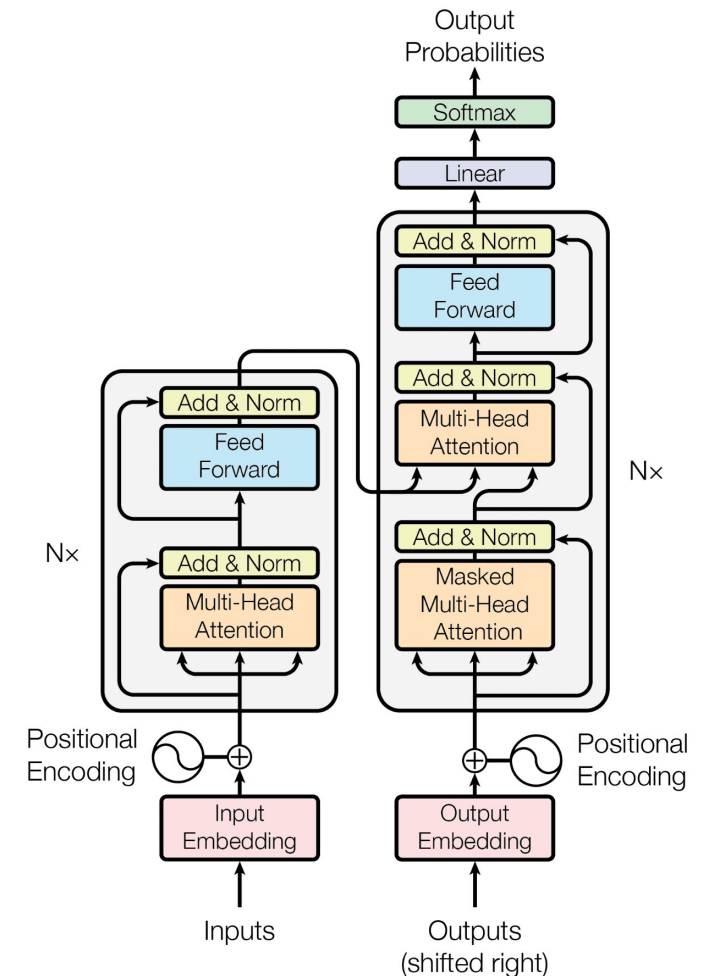 Output
Probabilities
Softmax
Linear
Add & Norm
Feed
Forward
Add & Norm
Multi-Head
Attention
Add & Norm
Masked
Multi-Head
Attention
Nx
Add & Norm
Feed
Forward
Add & Norm
Multi-Head
Attention
Nx
Positional
Encoding
Positional
Encoding
Input
Embedding
Output
Embedding
Inputs
Outputs
(shifted right)